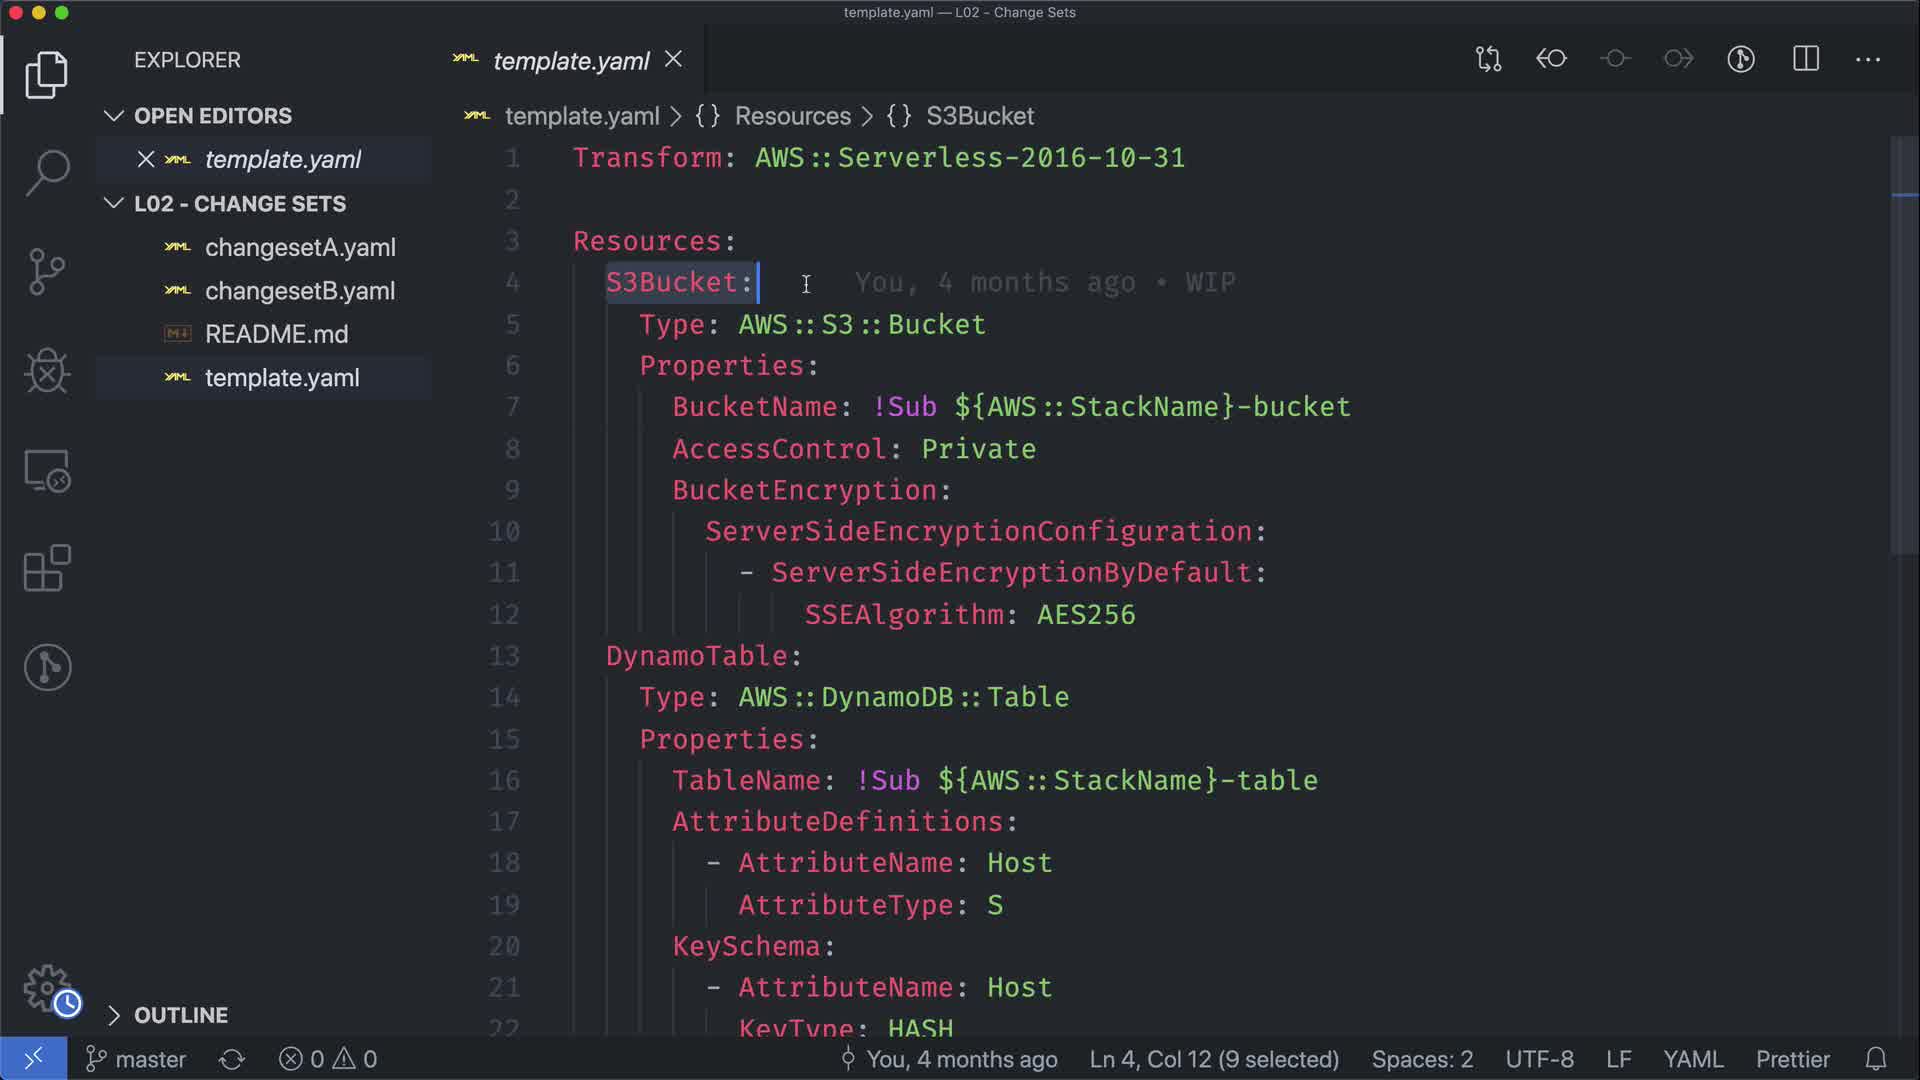 template.yaml — L02 - Change Sets
EXPLORER
OPEN EDITORS
template.yaml
L02 - CHANGE SETS
changesetA.yaml
changesetB.yaml
README.md
template.yaml
OUTLINE
template.yaml
template.yaml > {} Resources > {} S3Bucket
1 Transform: AWS::Serverless-2016-10-31
2
3 Resources:
4 S3Bucket: You, 4 months ago • WIP
5 Type: AWS::S3::Bucket
6 Properties:
7 BucketName: !Sub ${AWS::StackName}-bucket
8 AccessControl: Private
9 BucketEncryption:
10 ServerSideEncryptionConfiguration:
11 - ServerSideEncryptionByDefault:
12 SSEAlgorithm: AES256
13 DynamoTable:
14 Type: AWS::DynamoDB::Table
15 Properties:
16 TableName: !Sub ${AWS::StackName}-table
17 AttributeDefinitions:
18 - AttributeName: Host
19 AttributeType: S
20 KeySchema:
21 - AttributeName: Host
22 KeyType: HASH
master 0 0 You, 4 months ago Ln 4, Col 12 (9 selected) Spaces: 2 UTF-8 LF YAML Prettier